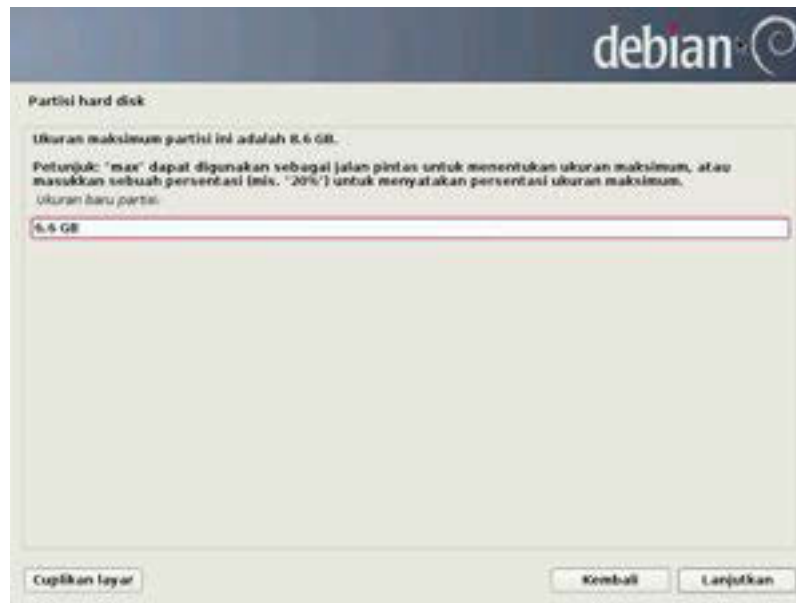 debian
Partisi hard disk
Ukuran maksimum partisi ini adalah 8.6 GB.
Petunjuk: "max" dapat digunakan sebagai jalan pintas untuk menentukan ukuran maksimum, atau
masukkan sebuah persentasi (mis. "20%") untuk menyatakan persentasi ukuran maksimum.
Ukuran baru partisi:
6.6 GB
Cuplikan layar
Kembali
Lanjutkan